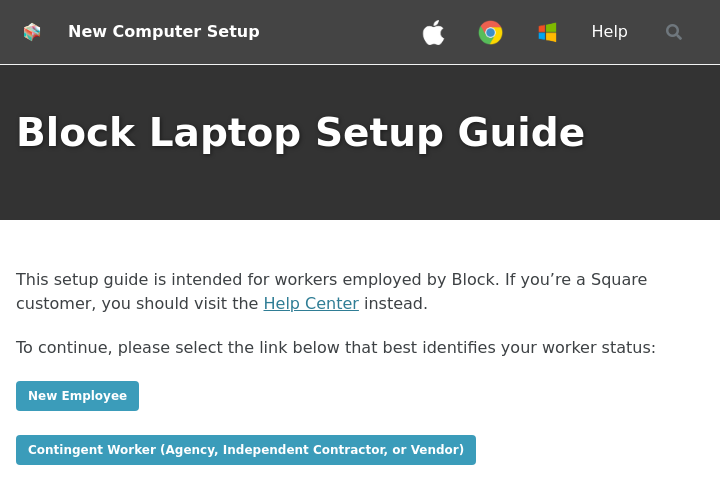 New Computer Setup
Help
Block Laptop Setup Guide
This setup guide is intended for workers employed by Block. If you’re a Square
customer, you should visit the Help Center instead.
To continue, please select the link below that best identifies your worker status:
New Employee
Contingent Worker (Agency, Independent Contractor, or Vendor)